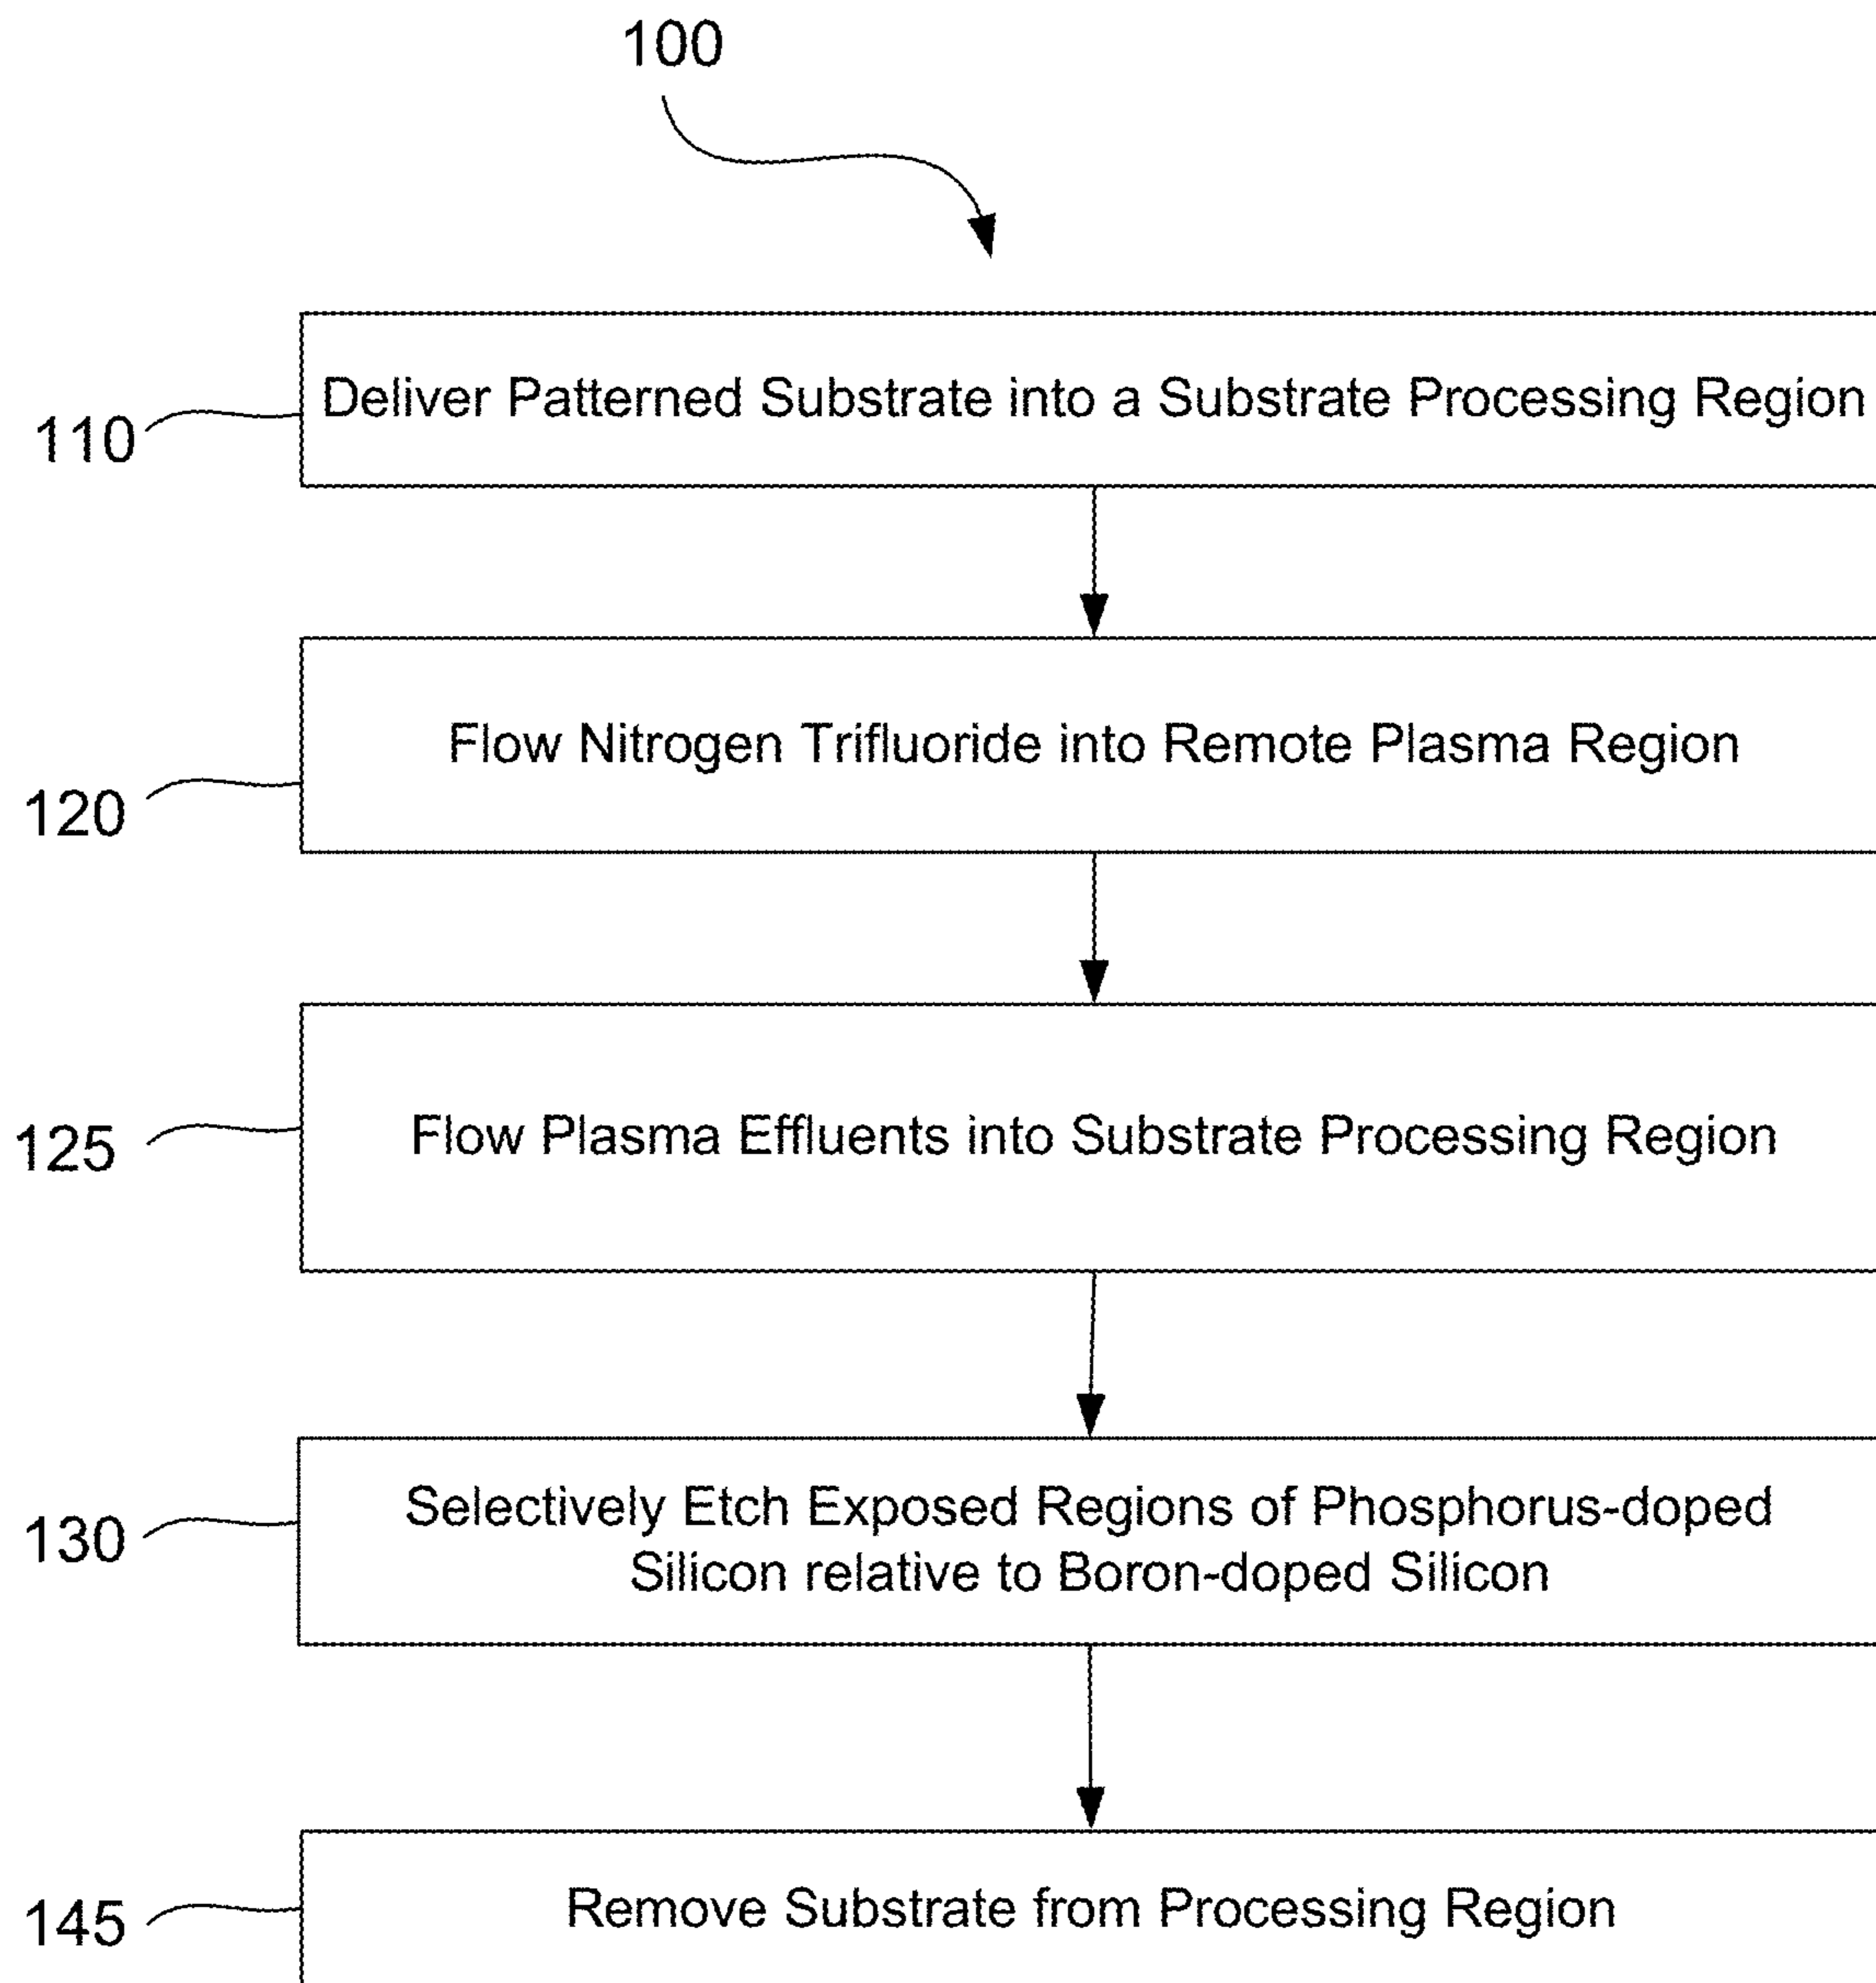 100
110
Deliver Patterned Substrate into a Substrate Processing Region
120
Flow Nitrogen Trifluoride into Remote Plasma Region
125
Flow Plasma Effluents into Substrate Processing Region
130
Selectively Etch Exposed Regions of Phosphorus-doped
Silicon relative to Boron-doped Silicon
145
Remove Substrate from Processing Region